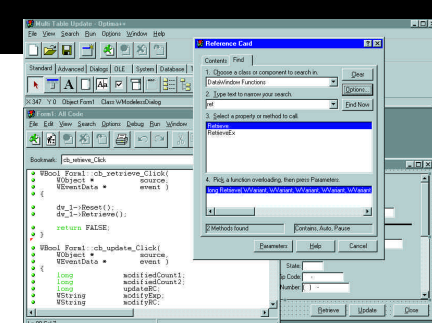 Multi Table Update - Optima++
File Edit View Search Run Options Window Help
Standard Advanced Dialogs OLE System Database
X 347 Y 0 Object Form1 Class WModelessDialog
Form1: All Code
File Edit View Search Options Debug Run Window
Bookmark: cb_retrieve_Click
WBool Form1::cb_retrieve_Click(
WObject * source,
WEventData * event )
{
dw_1->Reset();
dw_1->Retrieve();
return FALSE;
}
WBool Form1::cb_update_Click(
WObject * source,
WEventData * event )
{
long modifiedCount1;
long modifiedCount2;
long updateRC;
WString modifyExp;
WString modifyRC;
Reference Card
Contents Find
1. Choose a class or component to search in.
DataWindow Functions
Clear
Options...
2. Type text to narrow your search.
ret
Find Now
3. Select a property or method to call
Retrieve
RetrieveEx
4. Pick a function overloading, then press Parameters.
long Retrieve( WVariant, WVariant, WVariant, WVariant, WVariant
2 Methods found
Contains, Auto, Pause
Parameters Help Cancel
State:
Zip Code: -
Number: ( ) -
Retrieve Update Close